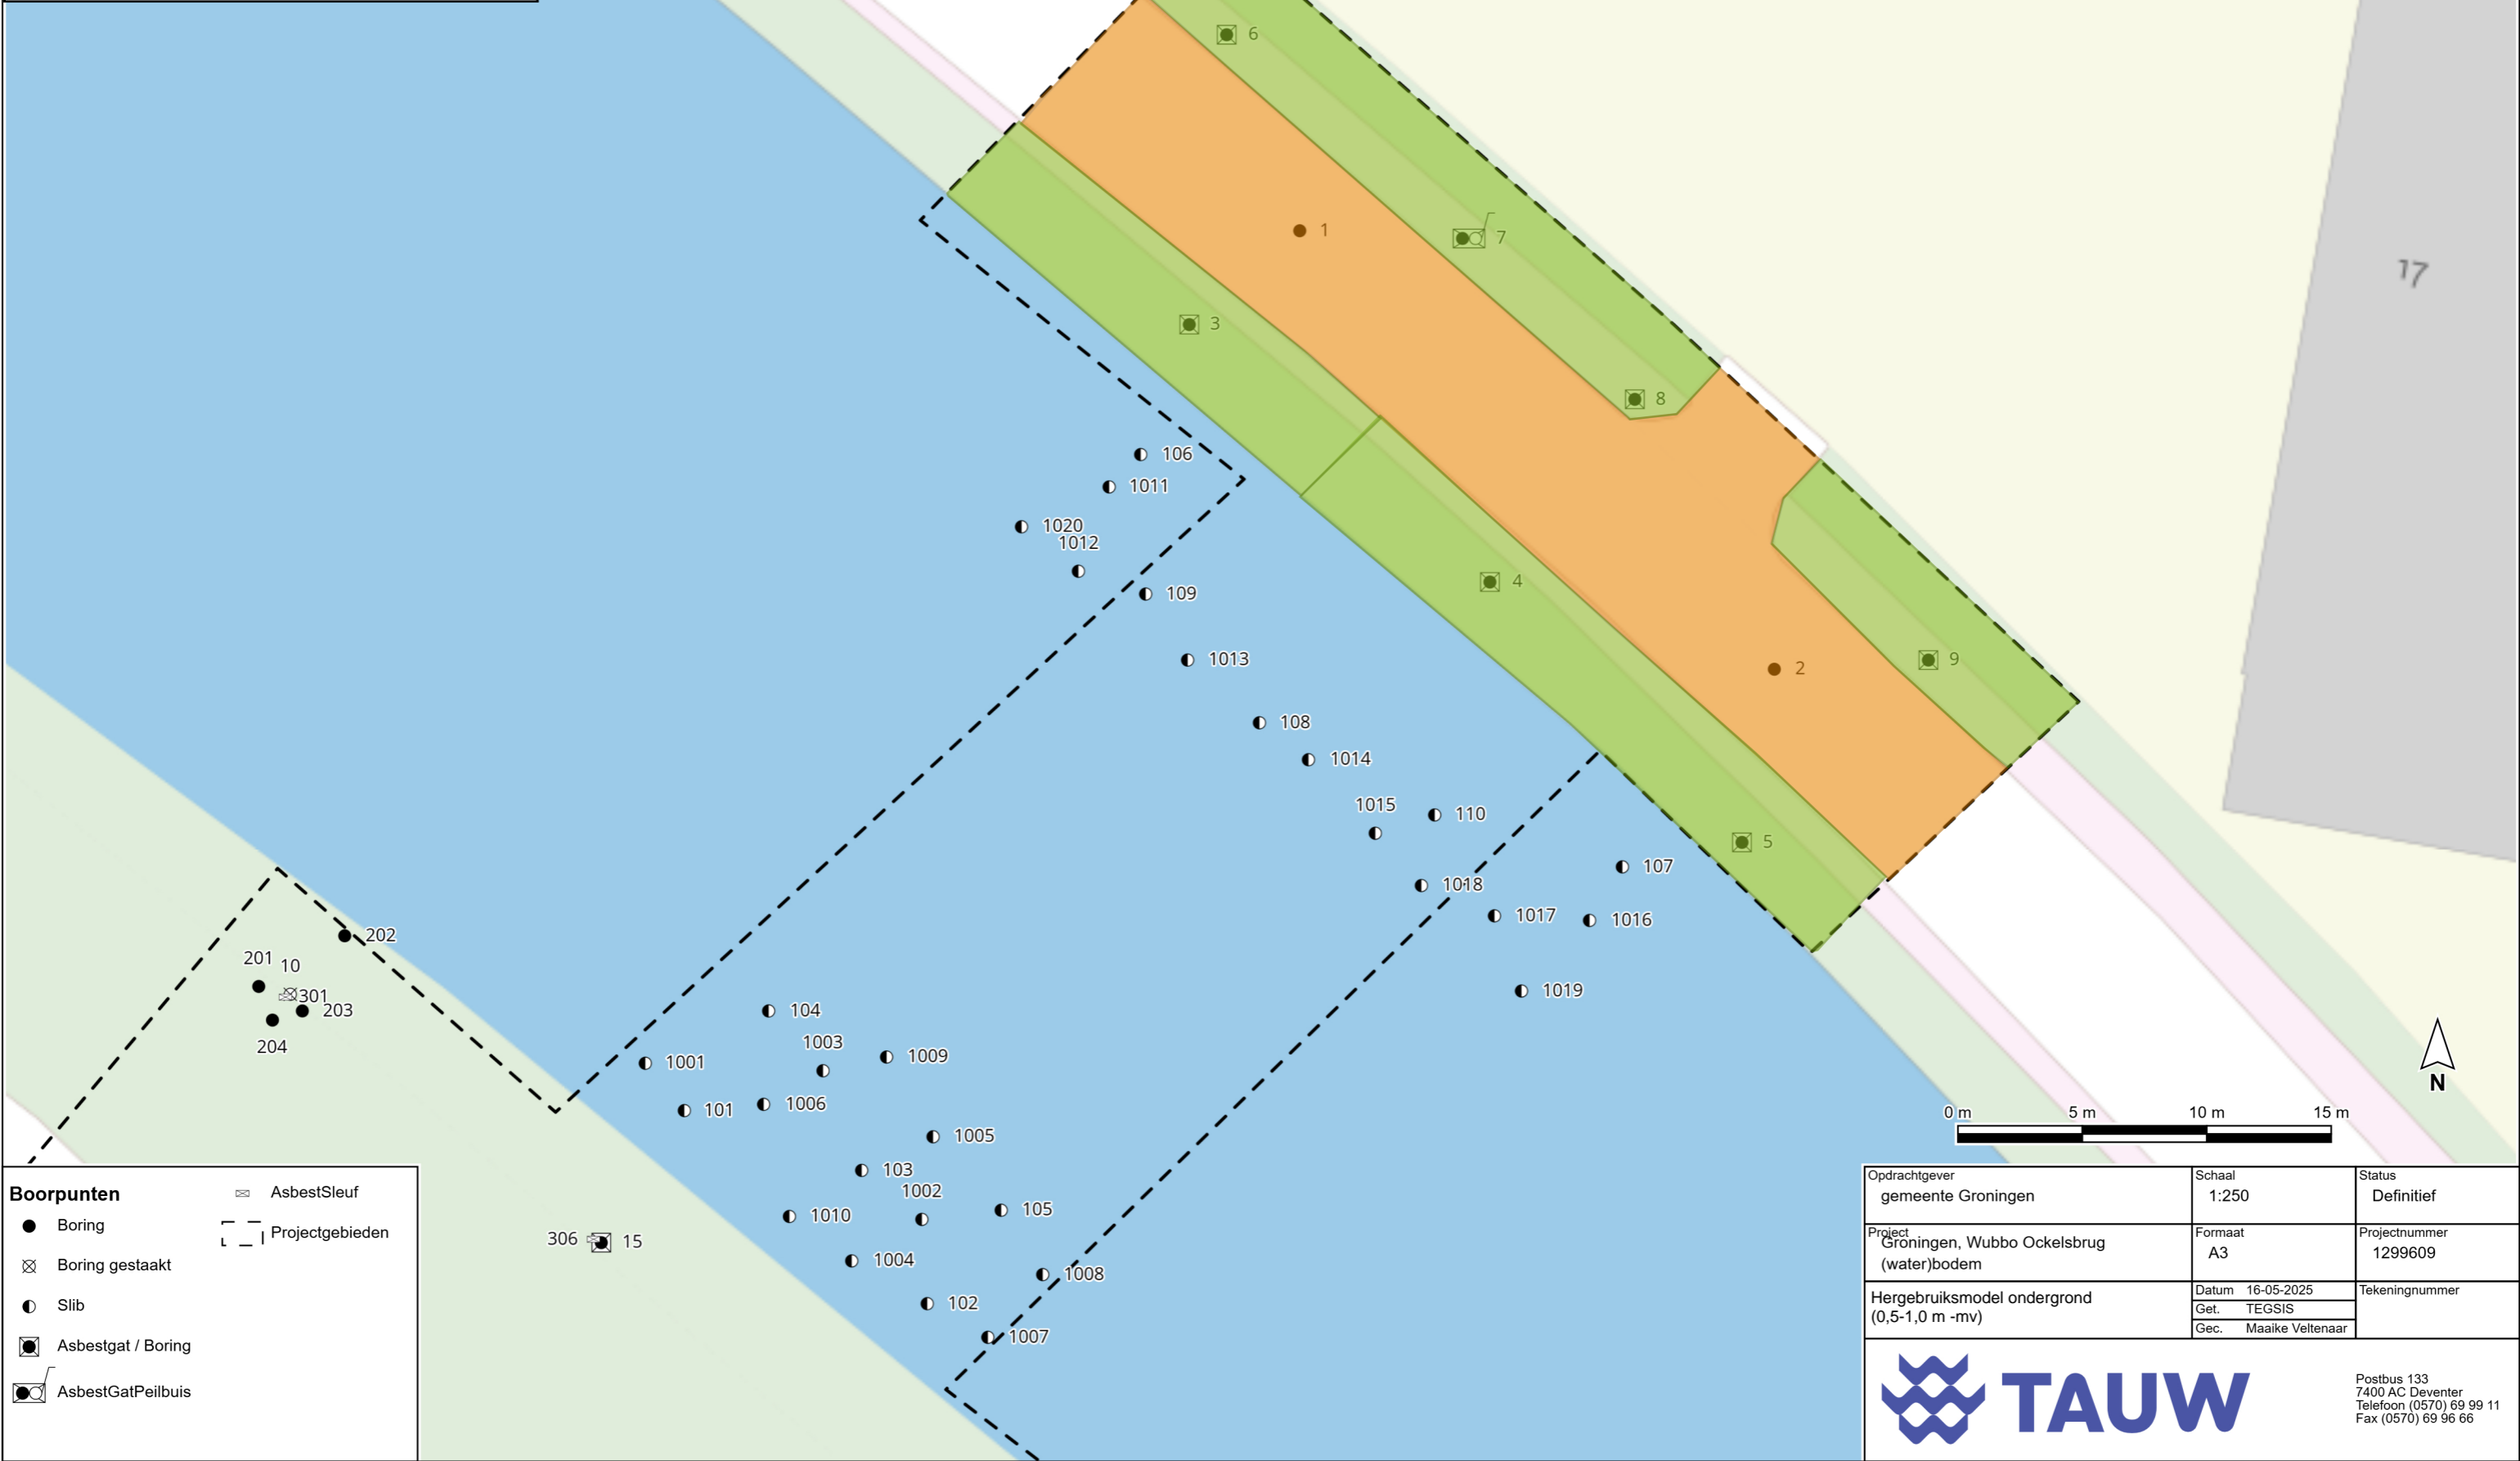 6
1
7
17
3
8
106
1011
1020
1012
4
109
1013
9
2
108
1014
1015
110
5
107
1018
1017
1016
202
201
10
301
203
204
1019
104
1003
1009
1001
101
1006
1005
103
1002
1010
105
306
15
1004
1008
102
1007
N
0 m 5 m 10 m 15 m
Boorpunten
Boring
Boring gestaakt
Slib
Asbestgat / Boring
AsbestGatPeilbuis
AsbestSleuf
Projectgebieden
Opdrachtgever
gemeente Groningen
Schaal
1:250
Status
Definitief
Project
Groningen, Wubbo Ockelsbrug
(water)bodem
Formaat
A3
Projectnummer
1299609
Hergebruiksmodel ondergrond
(0,5-1,0 m -mv)
Datum 16-05-2025
Get. TEGSIS
Gec. Maaike Veltenaar
Tekeningnummer
TAUW
Postbus 133
7400 AC Deventer
Telefoon (0570) 69 99 11
Fax (0570) 69 96 66